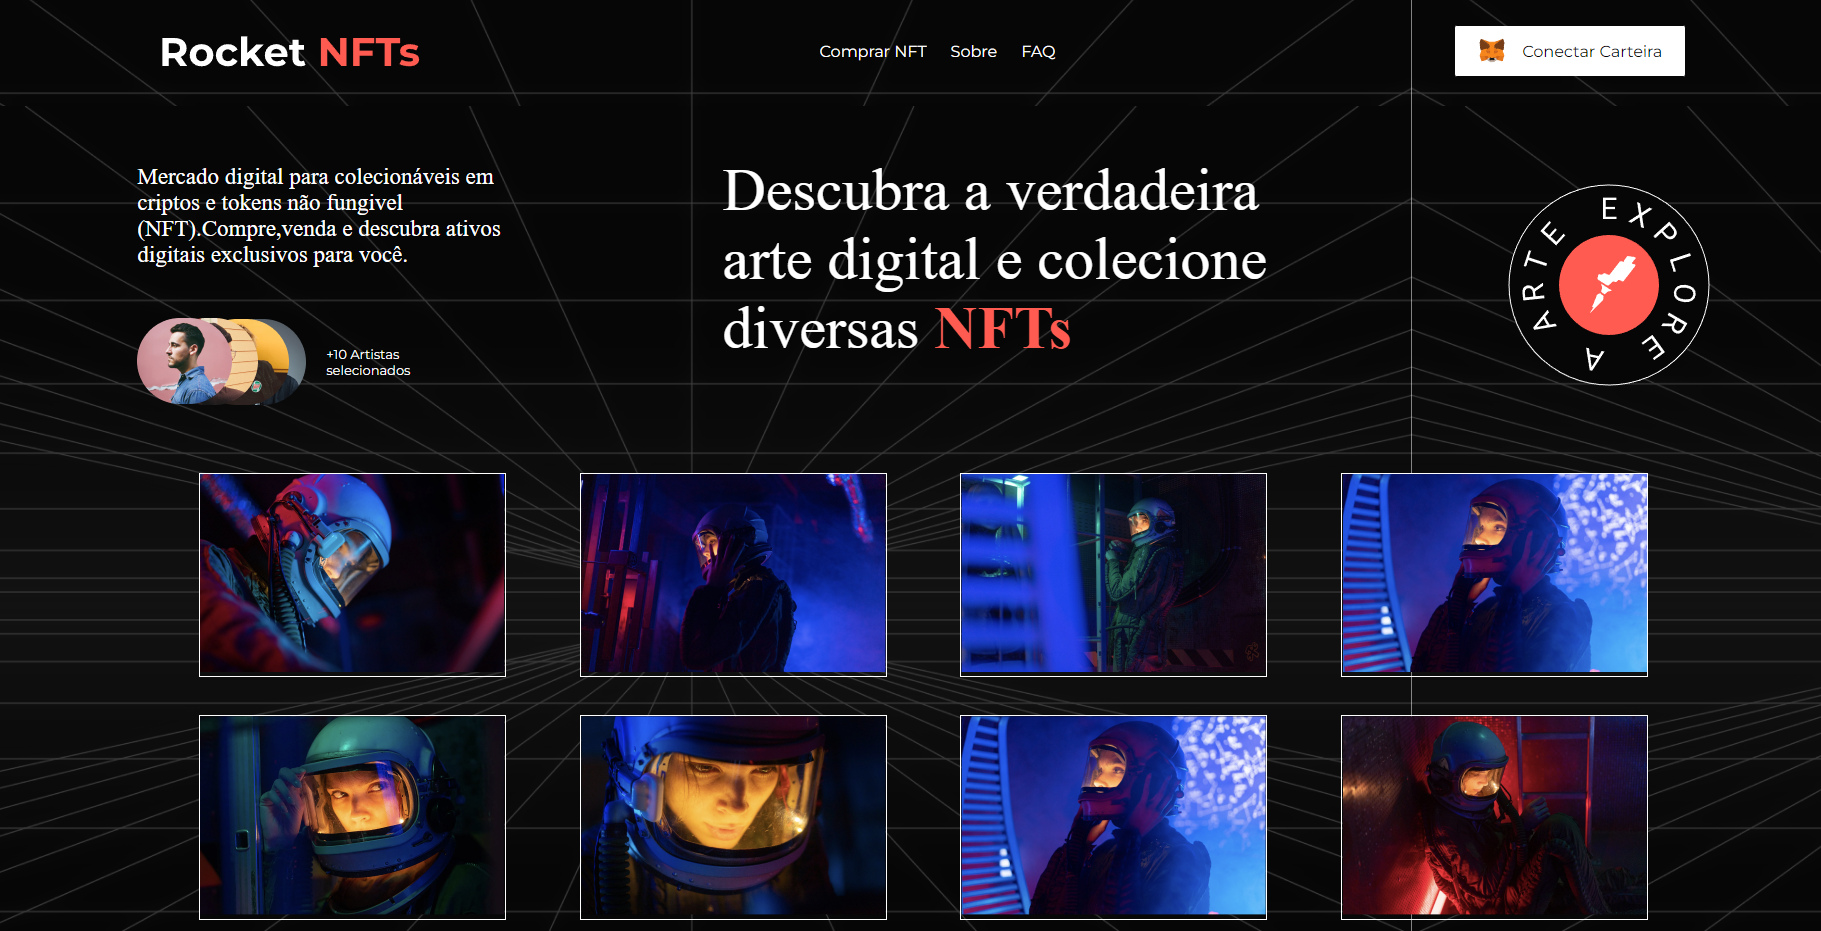 Rocket NFTs
Comprar NFT
Sobre
FAQ
Conectar Carteira
Mercado digital para colecionáveis em
criptos e tokens não fungivel
(NFT).Compre,venda e descubra ativos
digitais exclusivos para você.
+10 Artistas
selecionados
Descubra a verdadeira
arte digital e colecione
diversas NFTs
EXPLORE A ARTE